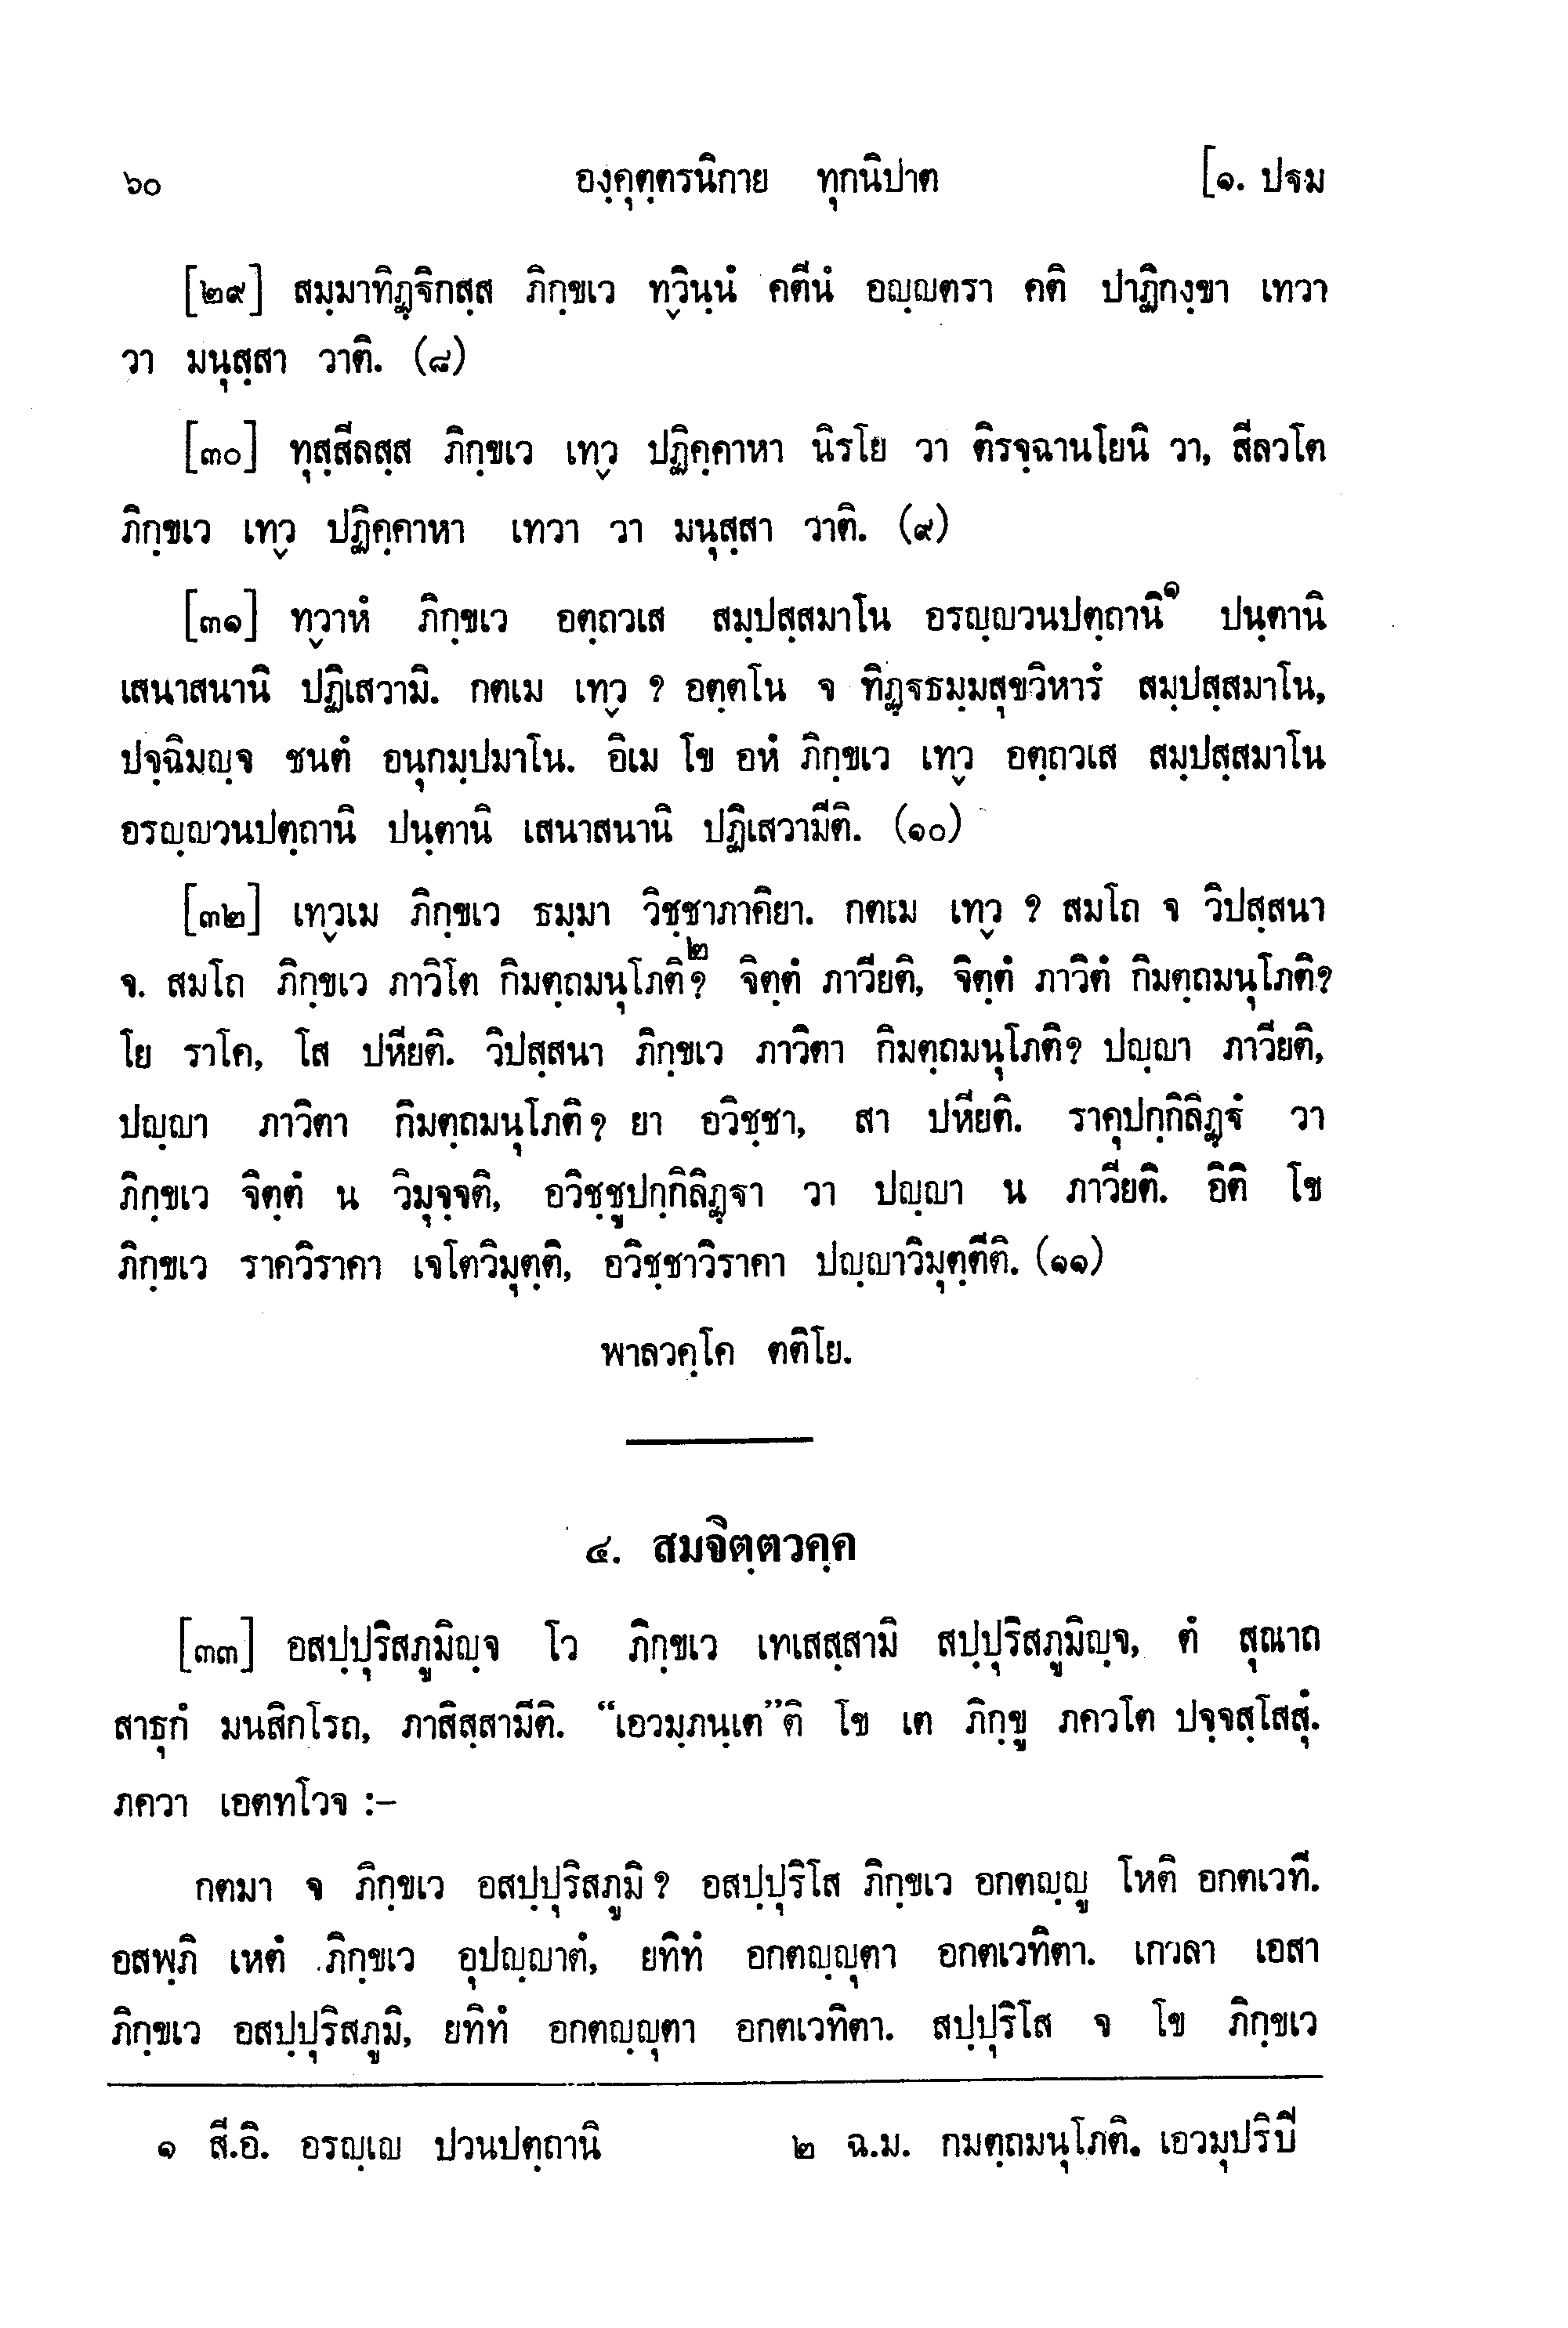 ๖๐ องฺคุตฺตรนิกาย ทุกนิปาต [๑. ปฐม
[๒๙] สมฺมาทิฏฺฐิกสฺส ภิกฺขเว ทฺวินฺนํ คตีนํ อญฺญตรา คติ ปาฏิกงฺขา เทวา
วา มนุสฺสา วาติ. (๘)
[๓๐] ทุสฺสีลสฺส ภิกฺขเว เทฺว ปฏิคฺคาหา นิรโย วา ติรจฺฉานโยนิ วา, สีลวโต
ภิกฺขเว เทฺว ปฏิคฺคาหา เทวา วา มนุสฺสา วาติ. (๙)
[๓๑] ทฺวาหํ ภิกฺขเว อตฺถวเส สมฺปสฺสมาโน อรญฺญวนปตฺถานิ๑ ปนฺตานิ
เสนาสนานิ ปฏิเสวามิ. กตเม เทฺว ? อตฺตโน จ ทิฏฺฐธมฺมสุขวิหารํ สมฺปสฺสมาโน,
ปจฺฉิมญฺจ ชนตํ อนุกมฺปมาโน. อิเม โข อหํ ภิกฺขเว เทฺว อตฺถวเส สมฺปสฺสมาโน
อรญฺญวนปตฺถานิ ปนฺตานิ เสนาสนานิ ปฏิเสวามีติ. (๑๐)
[๓๒] เทฺวเม ภิกฺขเว ธมฺมา วิชฺชาภาคิยา. กตเม เทฺว ? สมโถ จ วิปสฺสนา
จ. สมโถ ภิกฺขเว ภาวิโต กิมตฺถมนุโภติ๒? จิตฺตํ ภาวียติ, จิตฺตํ ภาวิตํ กิมตฺถมนุโภติ?
โย ราโค, โส ปหียติ. วิปสฺสนา ภิกฺขเว ภาวิตา กิมตฺถมนุโภติ? ปญฺญา ภาวียติ,
ปญฺญา ภาวิตา กิมตฺถมนุโภติ? ยา อวิชฺชา, สา ปหียติ. ราคุปกฺกิลิฏฺฐํ วา
ภิกฺขเว จิตฺตํ น วิมุจฺจติ, อวิชฺชูปกฺกิลิฏฺฐา วา ปญฺญา น ภาวียติ. อิติ โข
ภิกฺขเว ราควิราคา เจโตวิมุตฺติ, อวิชฺชาวิราคา ปญฺญาวิมุตฺตีติ. (๑๑)
พาลวคฺโค ตติโย.
๔. สมจิตฺตวคฺค
[๓๓] อสปฺปุริสภูมิญฺจ โว ภิกฺขเว เทเสสฺสามิ สปฺปุริสภูมิญฺจ, ตํ สุณาถ
สาธุกํ มนสิกโรถ, ภาสิสฺสามีติ. “เอวมฺภนฺเต”ติ โข เต ภิกฺขู ภควโต ปจฺจสฺโสสุํ.
ภควา เอตทโวจ :–
กตมา จ ภิกฺขเว อสปฺปุริสภูมิ ? อสปฺปุริโส ภิกฺขเว อกตญฺญู โหติ อกตเวที.
อสพฺภิ เหตํ ภิกฺขเว อุปญฺญาตํ, ยทิทํ อกตญฺญุตา อกตเวทิตา. เกวลา เอสา
ภิกฺขเว อสปฺปุริสภูมิ, ยทิทํ อกตญฺญุตา อกตเวทิตา. สปฺปุริโส จ โข ภิกฺขเว
๑ สี.อิ. อรญฺเญ ปวนปตฺถานิ ๒ ฉ.ม. กมตฺถมนุโภติ. เอวมุปริปี